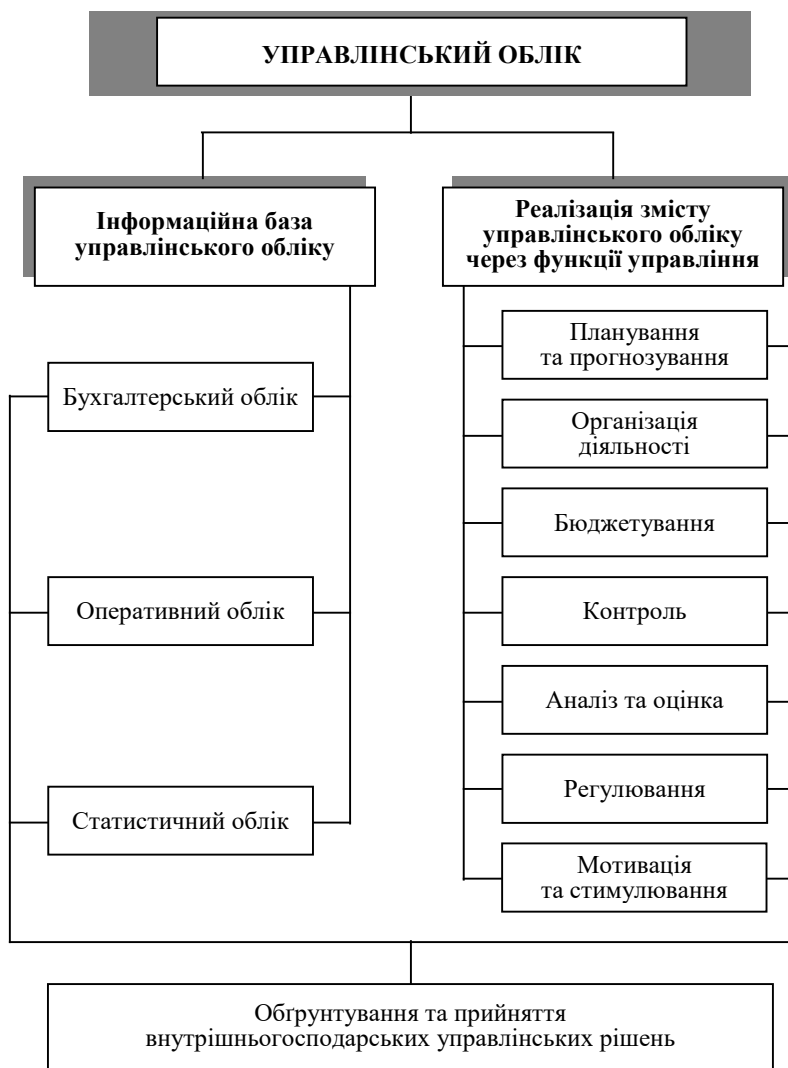 УПРАВЛІНСЬКИЙ ОБЛІК
Інформаційна база
управлінського обліку
Реалізація змісту
управлінського обліку
через функції управління
Бухгалтерський облік
Оперативний облік
Статистичний облік
Планування
та прогнозування
Організація
діяльності
Бюджетування
Контроль
Аналіз та оцінка
Регулювання
Мотивація
та стимулювання
Обґрунтування та прийняття
внутрішньогосподарських управлінських рішень